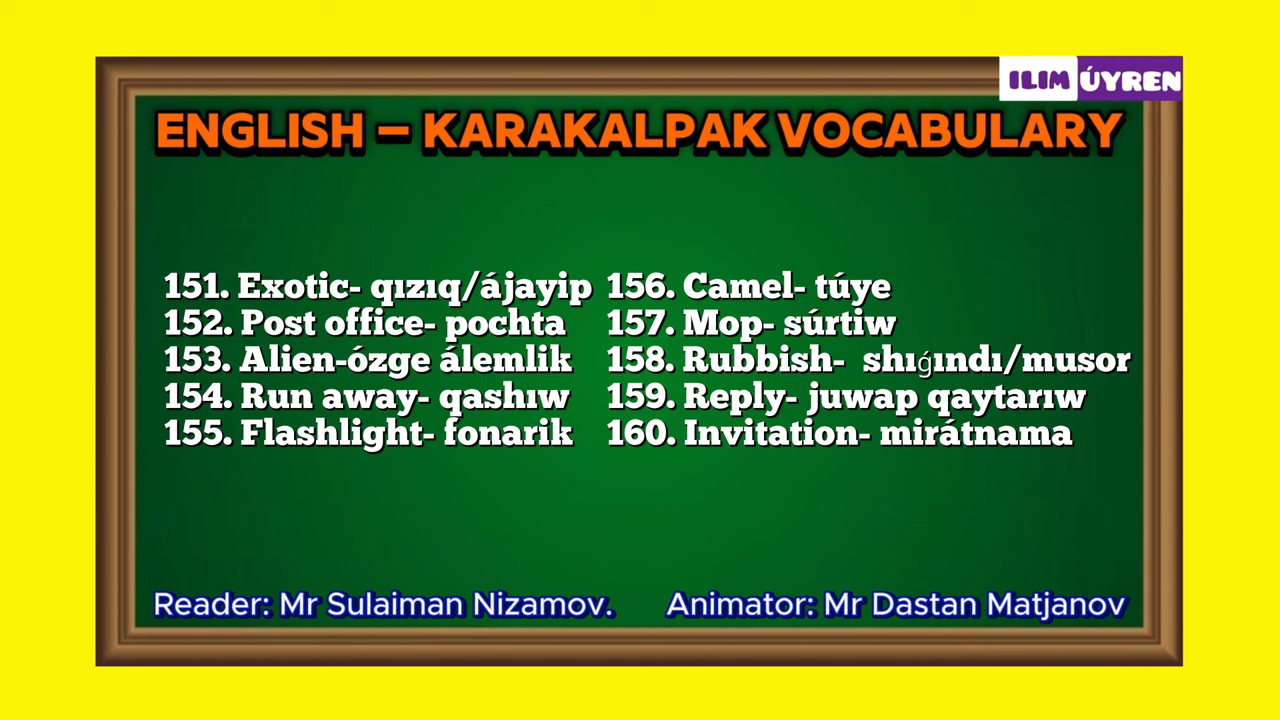 ILIM ÚYREN
ENGLISH – KARAKALPAK VOCABULARY
151. Exotic- qızıq/ájayip
152. Post office- pochta
153. Alien-ózge álemlik
154. Run away- qashıw
155. Flashlight- fonarik
156. Camel- túye
157. Mop- súrtiw
158. Rubbish- shıǵındı/musor
159. Reply- juwap qaytarıw
160. Invitation- mirátnama
Reader: Mr Sulaiman Nizamov.
Animator: Mr Dastan Matjanov